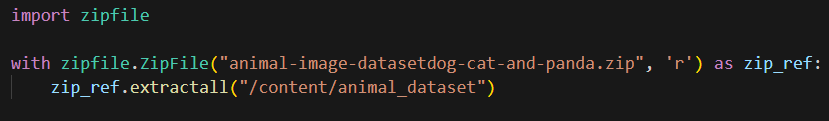 import zipfile
with zipfile.ZipFile("animal-image-datasetdog-cat-and-panda.zip", 'r') as zip_ref:
    zip_ref.extractall("/content/animal_dataset")